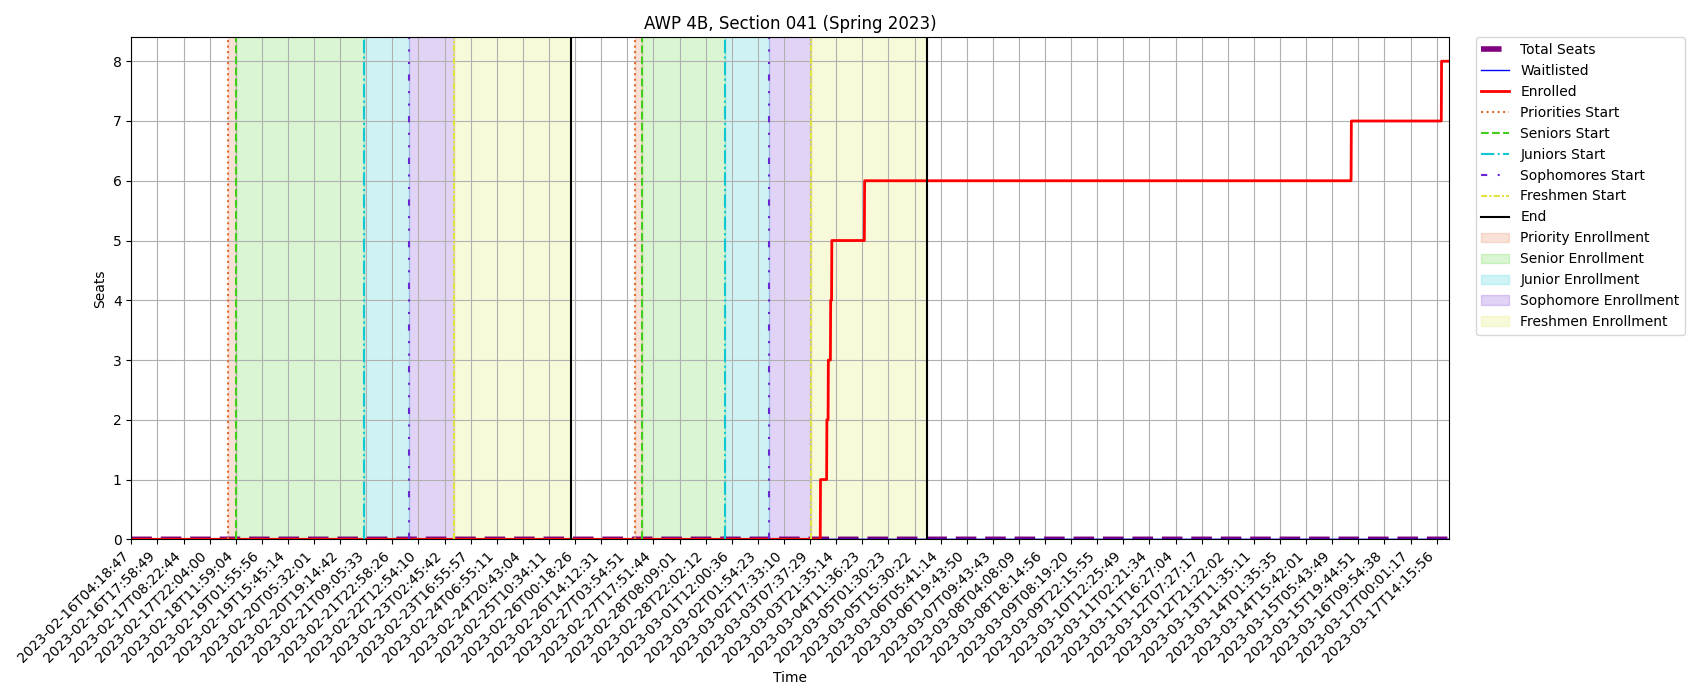 AWP 4B, Section 041 (Spring 2023)
Seats
8
7
6
5
4
3
2
1
0
2023-02-16T04:18:47
2023-02-16T17:58:49
2023-02-17T08:22:44
2023-02-17T22:04:00
2023-02-18T11:59:04
2023-02-19T01:55:56
2023-02-19T15:45:14
2023-02-20T05:32:01
2023-02-20T19:14:42
2023-02-21T09:05:33
2023-02-21T22:58:26
2023-02-22T12:54:10
2023-02-23T02:45:42
2023-02-23T16:55:57
2023-02-24T06:55:11
2023-02-24T20:43:04
2023-02-25T10:34:11
2023-02-26T00:18:26
2023-02-26T14:12:31
2023-02-27T03:54:51
2023-02-27T17:51:44
2023-02-28T08:09:01
2023-02-28T22:02:12
2023-03-01T12:00:36
2023-03-02T01:54:23
2023-03-02T17:33:10
2023-03-03T07:37:29
2023-03-03T21:35:14
2023-03-04T11:36:23
2023-03-05T01:30:23
2023-03-05T15:30:22
2023-03-06T05:41:14
2023-03-06T19:43:50
2023-03-07T09:43:43
2023-03-08T04:08:09
2023-03-08T18:14:56
2023-03-09T08:19:20
2023-03-09T22:15:55
2023-03-10T12:25:49
2023-03-11T02:21:34
2023-03-11T16:27:04
2023-03-12T07:27:17
2023-03-12T21:22:02
2023-03-13T11:35:11
2023-03-14T01:35:35
2023-03-14T15:42:01
2023-03-15T05:43:49
2023-03-15T19:44:51
2023-03-16T09:54:38
2023-03-17T00:01:17
2023-03-17T14:15:56
Time
Total Seats
Waitlisted
Enrolled
Priorities Start
Seniors Start
Juniors Start
Sophomores Start
Freshmen Start
End
Priority Enrollment
Senior Enrollment
Junior Enrollment
Sophomore Enrollment
Freshmen Enrollment